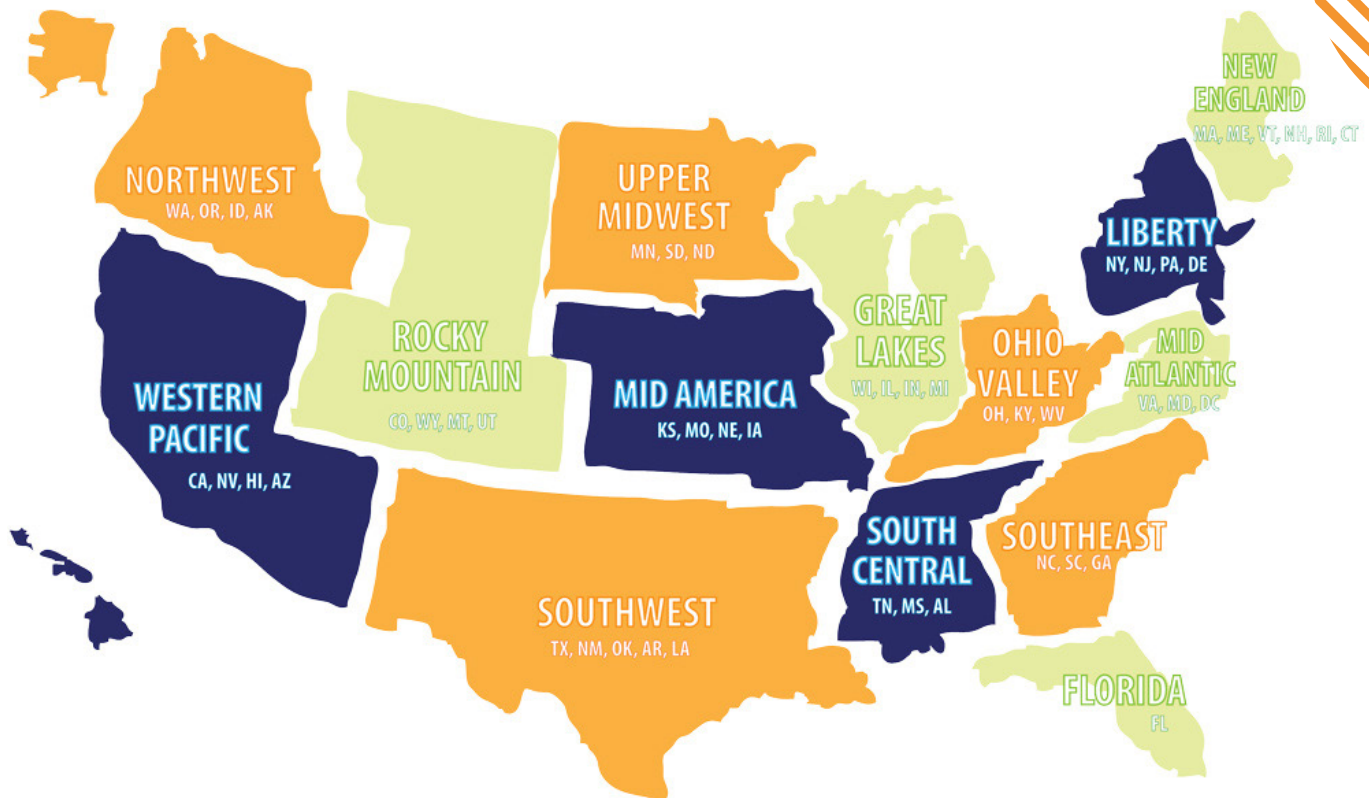 NEW
ENGLAND
MA, ME, VT, NH, RI, CT
NORTHWEST
WA, OR, ID, AK
UPPER
MIDWEST
MN, SD, ND
LIBERTY
NY, NJ, PA, DE
ROCKY
MOUNTAIN
CO, WY, MT, UT
GREAT
LAKES
WI, IL, IN, MI
OHIO
VALLEY
OH, KY, WV
MID
ATLANTIC
VA, MD, DC
WESTERN
PACIFIC
CA, NV, HI, AZ
MID AMERICA
KS, MO, NE, IA
SOUTH
CENTRAL
TN, MS, AL
SOUTHEAST
NC, SC, GA
SOUTHWEST
TX, NM, OK, AR, LA
FLORIDA
FL